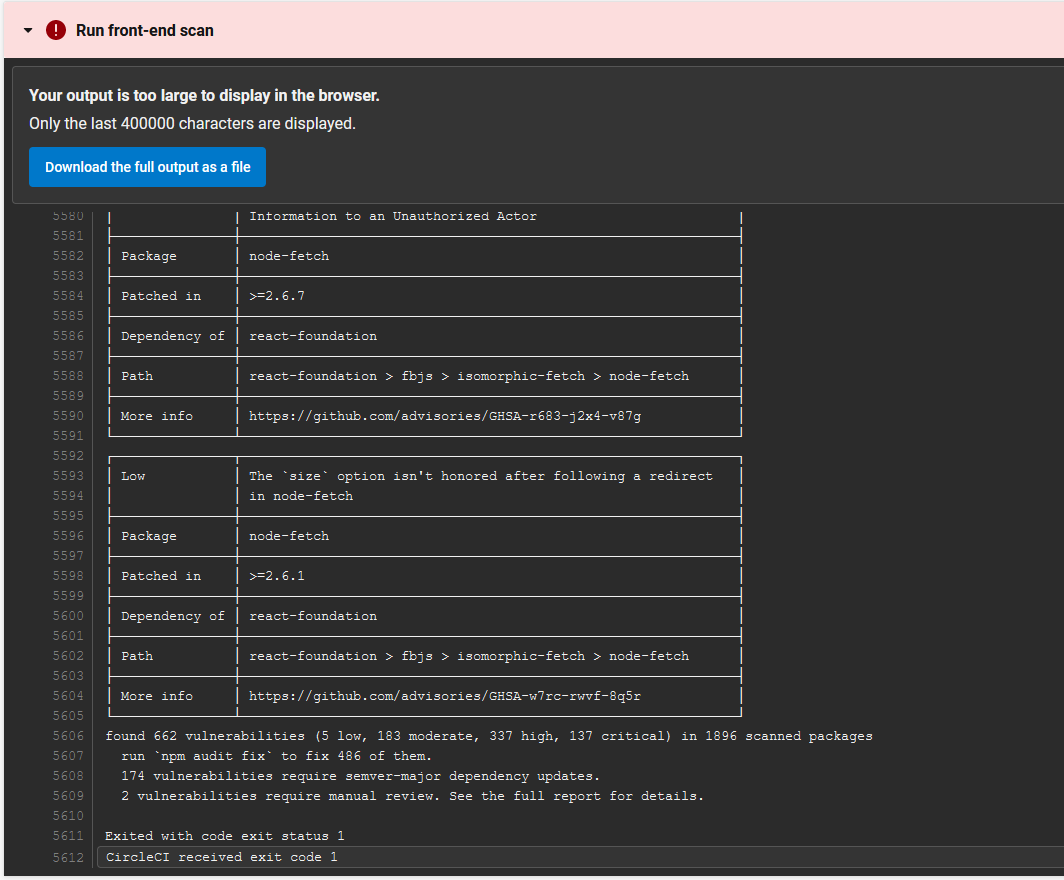 Run front-end scan
Your output is too large to display in the browser.
Only the last 400000 characters are displayed.
Download the full output as a file
5580 Information to an Unauthorized Actor
5581
5582 Package node-fetch
5583
5584 Patched in >=2.6.7
5585
5586 Dependency of react-foundation
5587
5588 Path react-foundation > fbjs > isomorphic-fetch > node-fetch
5589
5590 More info https://github.com/advisories/GHSA-r683-j2x4-v87g
5591
5592
5593 Low The `size` option isn't honored after following a redirect
5594 in node-fetch
5595
5596 Package node-fetch
5597
5598 Patched in >=2.6.1
5599
5600 Dependency of react-foundation
5601
5602 Path react-foundation > fbjs > isomorphic-fetch > node-fetch
5603
5604 More info https://github.com/advisories/GHSA-w7rc-rwvf-8q5r
5605
5606 found 662 vulnerabilities (5 low, 183 moderate, 337 high, 137 critical) in 1896 scanned packages
5607 run `npm audit fix` to fix 486 of them.
5608 174 vulnerabilities require semver-major dependency updates.
5609 2 vulnerabilities require manual review. See the full report for details.
5610
5611 Exited with code exit status 1
5612 CircleCI received exit code 1